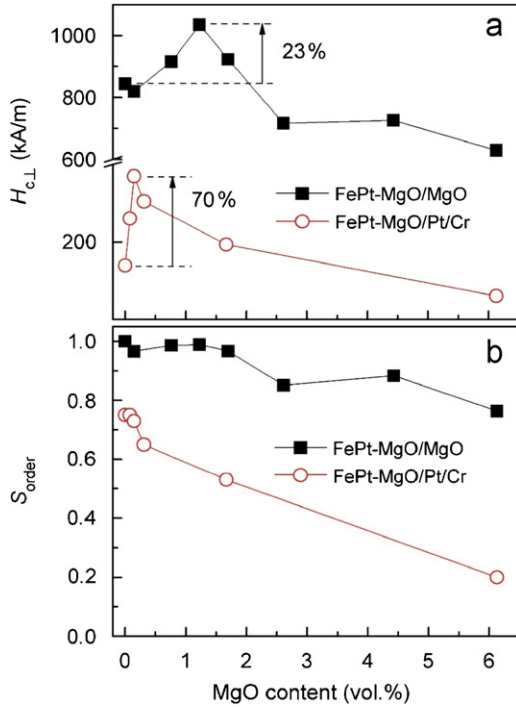 a
1000
800
600
200
H_c⊥ (kA/m)
23%
70%
FePt-MgO/MgO
FePt-MgO/Pt/Cr
b
1.0
0.8
0.6
0.4
0.2
0.0
S_order
FePt-MgO/MgO
FePt-MgO/Pt/Cr
0 1 2 3 4 5 6
MgO content (vol.%)